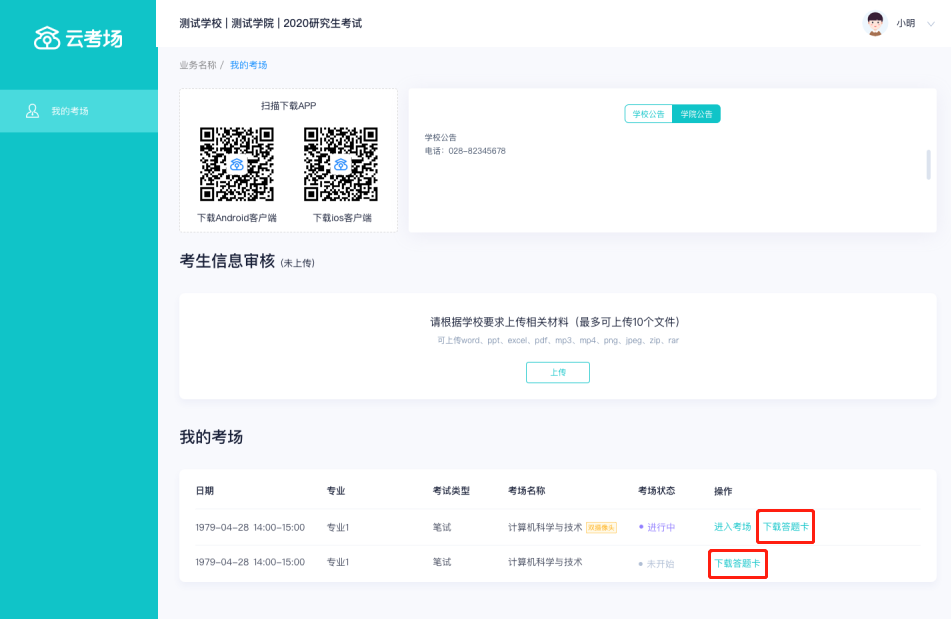 云考场
测试学校 | 测试学院 | 2020研究生考试
小明
我的考场
业务名称 / 我的考场
扫描下载APP
下载Android客户端
下载ios客户端
学校公告 学院公告
学校公告
电话：028-82345678
考生信息审核 (未上传)
请根据学校要求上传相关材料（最多可上传10个文件）
可上传word、ppt、excel、pdf、mp3、mp4、png、jpeg、zip、rar
上传
我的考场
日期 专业 考试类型 考场名称 考场状态 操作
1979-04-28 14:00-15:00 专业1 笔试 计算机科学与技术 双摄像头 进行中 进入考场 下载答题卡
1979-04-28 14:00-15:00 专业1 笔试 计算机科学与技术 未开始 下载答题卡